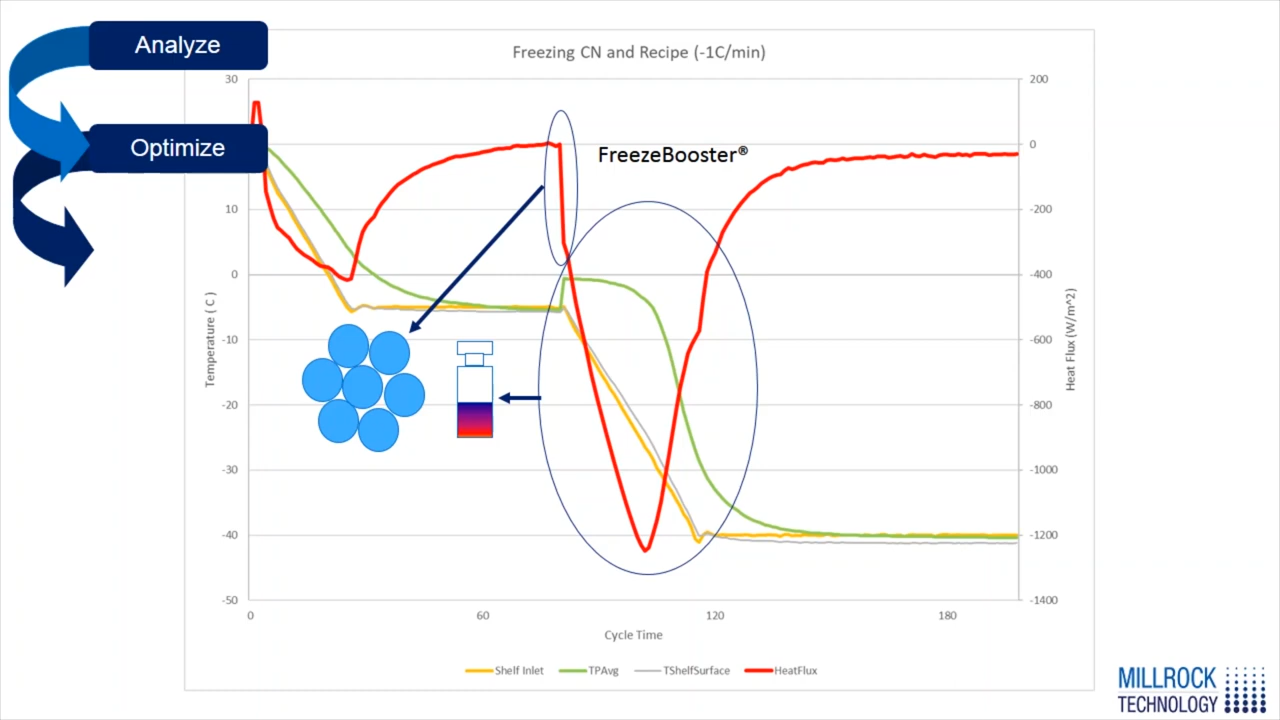 Analyze
Optimize
Freezing CN and Recipe (-1C/min)
FreezeBooster®
30
10
0
-10
-20
-30
-40
-50
Temperature ( C )
200
0
-200
-400
-600
-800
-1000
-1200
-1400
Heat Flux (W/m^2)
0 60 120 180
Cycle Time
Shelf Inlet TPAvg TShelfSurface HeatFlux
MILLROCK
TECHNOLOGY